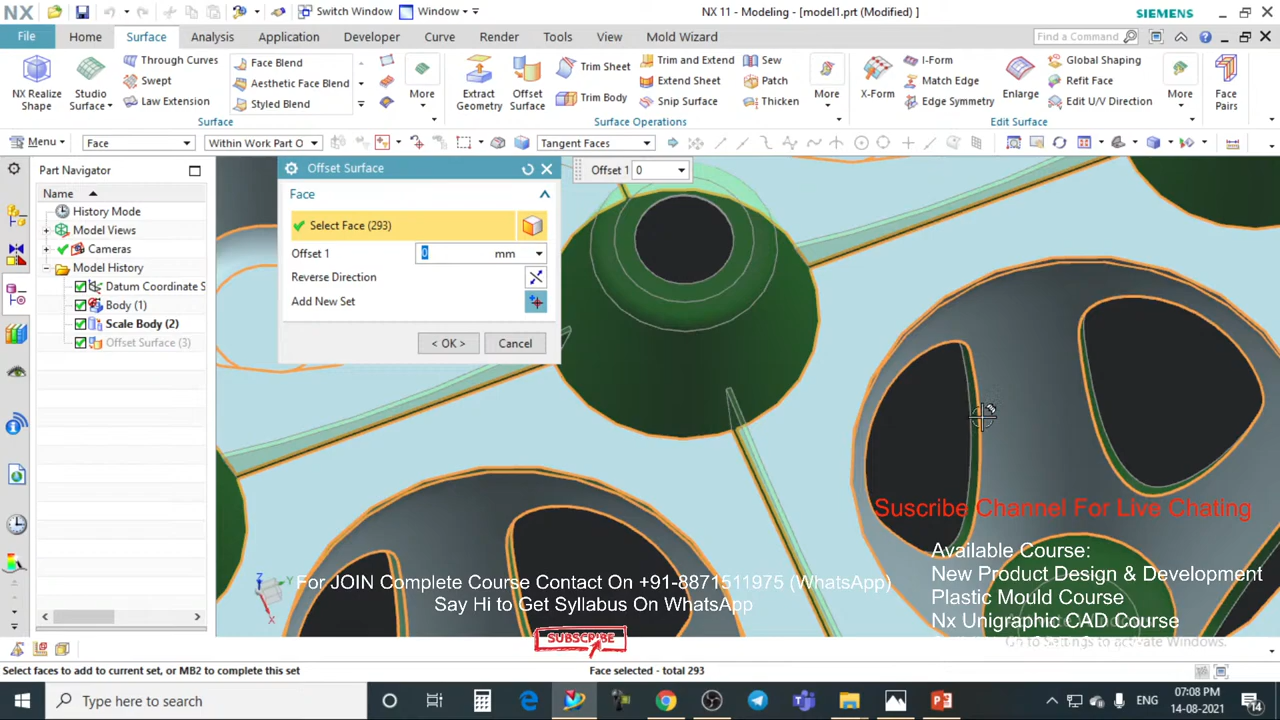 NX
Switch Window
Window
NX 11 - Modeling - [model1.prt (Modified) ]
SIEMENS
File
Home
Surface
Analysis
Application
Developer
Curve
Render
Tools
View
Mold Wizard
Find a Command
NX Realize Shape
Studio Surface
Through Curves
Swept
Law Extension
Face Blend
Aesthetic Face Blend
Styled Blend
More
Extract Geometry
Offset Surface
Trim Sheet
Trim Body
Trim and Extend
Extend Sheet
Snip Surface
Sew
Patch
Thicken
More
X-Form
I-Form
Match Edge
Edge Symmetry
Enlarge
Global Shaping
Refit Face
Edit U/V Direction
More
Face Pairs
Surface
Surface Operations
Edit Surface
Menu
Face
Within Work Part O
Tangent Faces
Part Navigator
Name
History Mode
Model Views
Cameras
Model History
Datum Coordinate S
Body (1)
Scale Body (2)
Offset Surface (3)
Offset Surface
Face
Select Face (293)
Offset 1
0
mm
Reverse Direction
Add New Set
< OK >
Cancel
Offset 1 0
Suscribe Channel For Live Chating
Available Course:
New Product Design & Development
Plastic Mould Course
Nx Unigraphic CAD Course
Go to Settings to activate Windows.
For JOIN Complete Course Contact On +91-8871511975 (WhatsApp)
Say Hi to Get Syllabus On WhatsApp
SUBSCRIBE
Z
Y
X
Select faces to add to current set, or MB2 to complete this set
Face selected - total 293
Type here to search
ENG
07:08 PM
14-08-2021
14